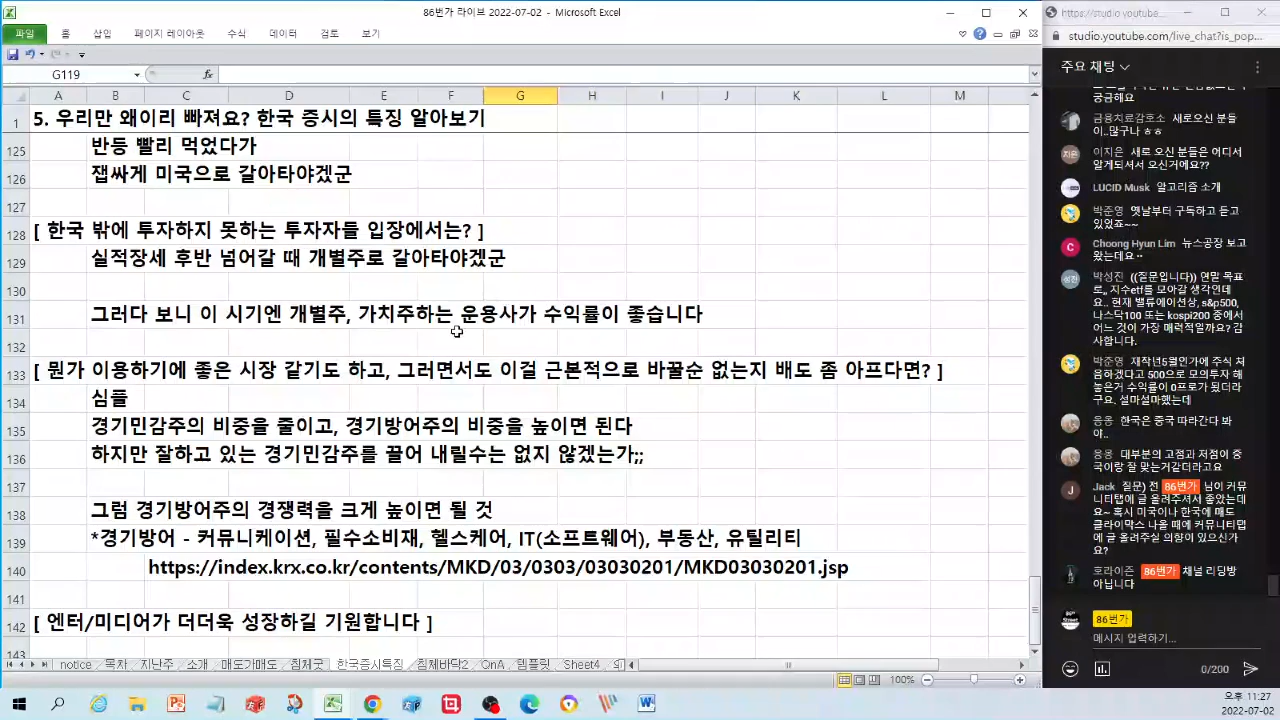 86번가 라이브 2022-07-02 - Microsoft Excel
파일 홈 삽입 페이지 레이아웃 수식 데이터 검토 보기
G119
fx
A B C D E F G H I J K L M
1 5. 우리만 왜이리 빠져요? 한국 증시의 특징 알아보기
125 반등 빨리 먹었다가
126 잽싸게 미국으로 갈아타야겠군
127
128 [ 한국 밖에 투자하지 못하는 투자자들 입장에서는? ]
129 실적장세 후반 넘어갈 때 개별주로 갈아타야겠군
130
131 그러다 보니 이 시기엔 개별주, 가치주하는 운용사가 수익률이 좋습니다
132
133 [ 뭔가 이용하기에 좋은 시장 같기도 하고, 그러면서도 이걸 근본적으로 바꿀순 없는지 배도 좀 아프다면? ]
134 심플
135 경기민감주의 비중을 줄이고, 경기방어주의 비중을 높이면 된다
136 하지만 잘하고 있는 경기민감주를 끌어 내릴수는 없지 않겠는가;;
137
138 그럼 경기방어주의 경쟁력을 크게 높이면 될 것
139 *경기방어 - 커뮤니케이션, 필수소비재, 헬스케어, IT(소프트웨어), 부동산, 유틸리티
140 https://index.krx.co.kr/contents/MKD/03/0303/03030201/MKD03030201.jsp
141
142 [ 엔터/미디어가 더더욱 성장하길 기원합니다 ]
143
notice 목차 지난주 소개 매도가매도 침체굿 한국증시특징 침체바닥2 QnA 템플릿 Sheet4
100%
https://studio.youtube...
studio.youtube.com/live_chat?is_pop...
주요 채팅
궁금해요
금융치료감호소 새로오신 분들
이..많구나 ㅎㅎ
이지은 새로 오신 분들은 어디서
알게되셔서 오신거에요??
LUCID Musk 알고리즘 소개
박준영 옛날부터 구독하고 듣고
있었죠~~
Choong Hyun Lim 뉴스공장 보고
왔는데요^^
박성진 ((질문입니다)) 연말 목표
로, 지수etf를 모아갈 생각인데
요.. 현재 밸류에이션상, s&p500,
나스닥100 또는 kospi200 중에서
어느 것이 가장 매력적일까요? 감
사합니다.
박준영 재작년5월인가에 주식 처
음하겠다고 500으로 모의투자 해
놓은거 수익률이 0프로가 됬더라
구요. 설마설마했는데
응옹 한국은 중국 따라간다 봐
야..
응옹 대부분의 고점과 저점이 중
국이랑 잘 맞는거같더라고요
Jack 질문) 전 86번가 님이 커뮤
니티탭에 글 올려주셔서 좋았는데
요~ 혹시 미국이나 한국에 매도
클라이막스 나올 때에 커뮤니티탭
에 글 올려주실 의향이 있으신가
요?
호라이즌 86번가 채널 리딩방
아닙니다
86번가
메시지 입력하기...
0/200
오후 11:27
2022-07-02